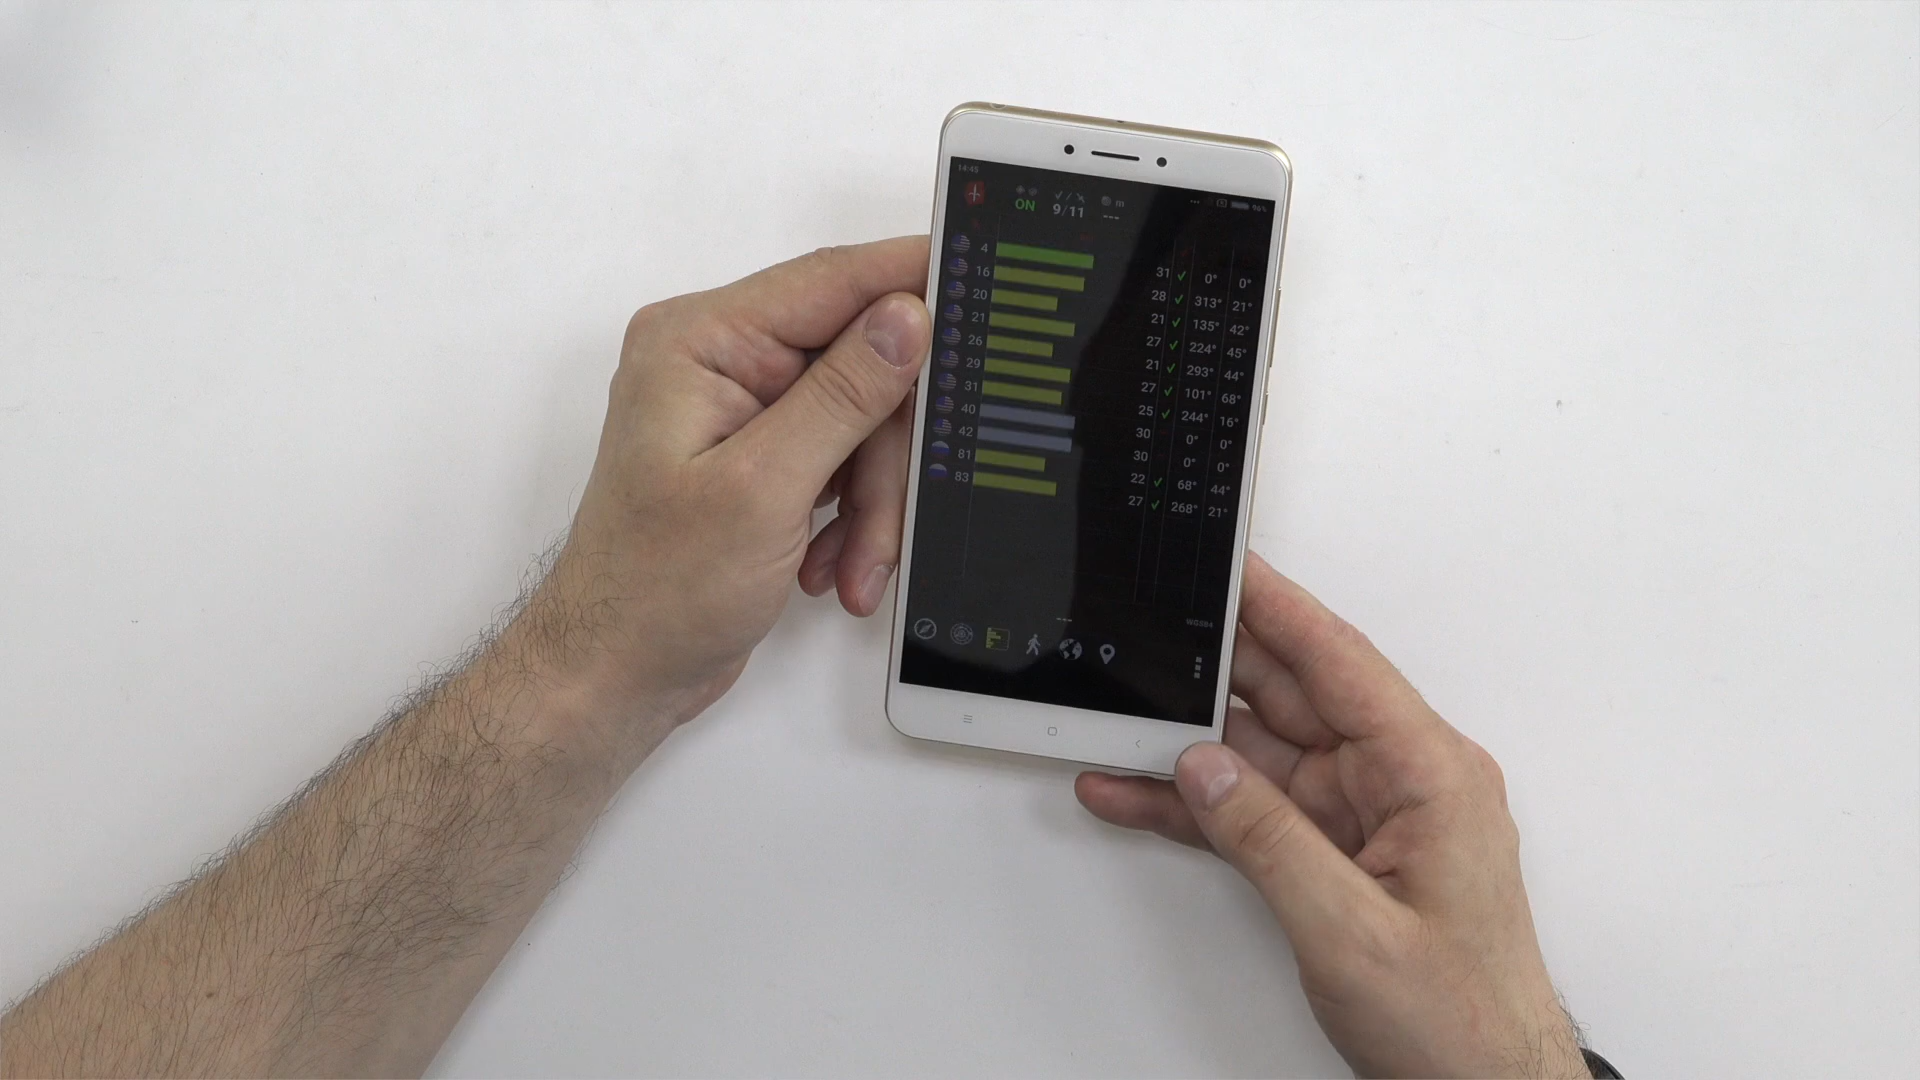 14:45 ... 96%
ON 9/11 m ---
4 31 ✓ 0° 0°
16 28 ✓ 313° 21°
20 21 ✓ 135° 42°
21 27 ✓ 224° 45°
26 21 ✓ 293° 44°
29 27 ✓ 101° 68°
31 25 ✓ 244° 16°
40 30 0° 0°
42 30 0° 0°
81 22 ✓ 68° 44°
83 27 ✓ 268° 21°
---
WGS84